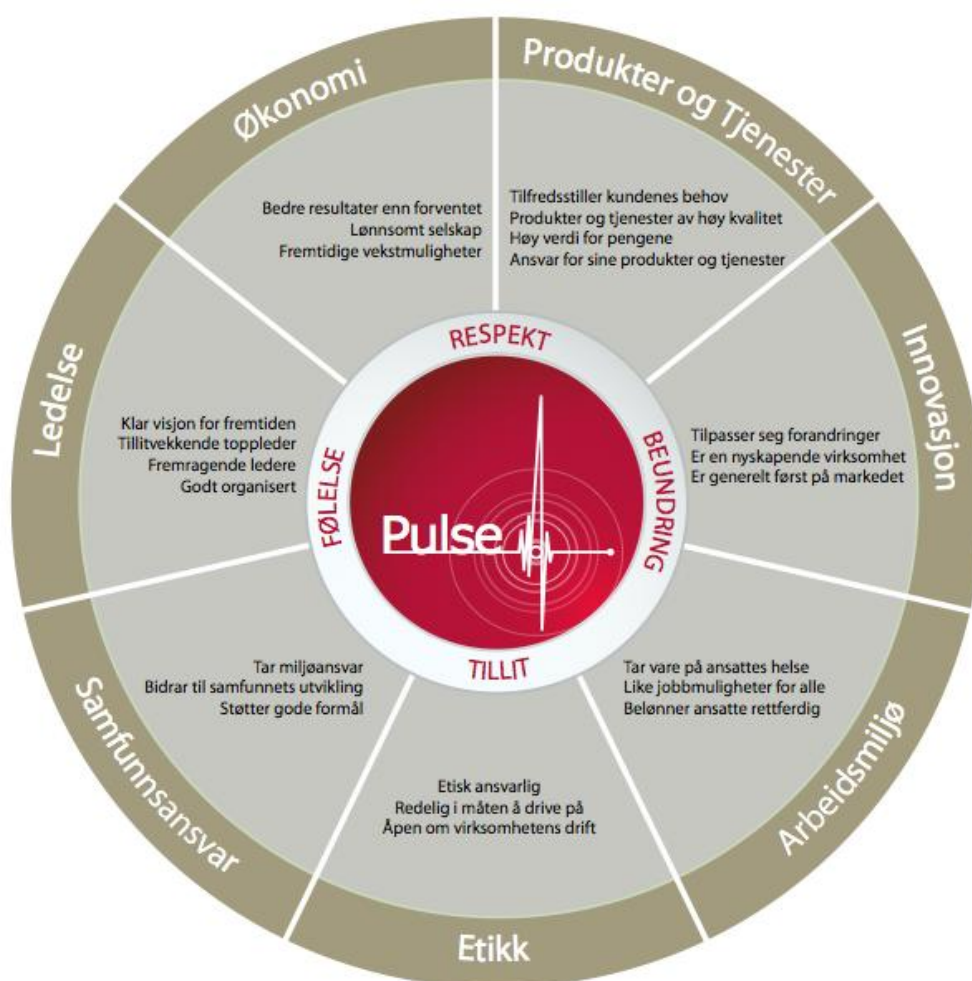 Økonomi
Bedre resultater enn forventet
Lønnsomt selskap
Fremtidige vekstmuligheter
Produkter og Tjenester
Tilfredsstiller kundenes behov
Produkter og tjenester av høy kvalitet
Høy verdi for pengene
Ansvar for sine produkter og tjenester
Innovasjon
Tilpasser seg forandringer
Er en nyskapende virksomhet
Er generelt først på markedet
Arbeidsmiljø
Tar vare på ansattes helse
Like jobbmuligheter for alle
Belønner ansatte rettferdig
Etikk
Etisk ansvarlig
Redelig i måten å drive på
Åpen om virksomhetens drift
Samfunnsansvar
Tar miljøansvar
Bidrar til samfunnets utvikling
Støtter gode formål
Ledelse
Klar visjon for fremtiden
Tillitvekkende toppleder
Fremragende ledere
Godt organisert
RESPEKT
BEUNDRING
TILLIT
FØLELSE
Pulse